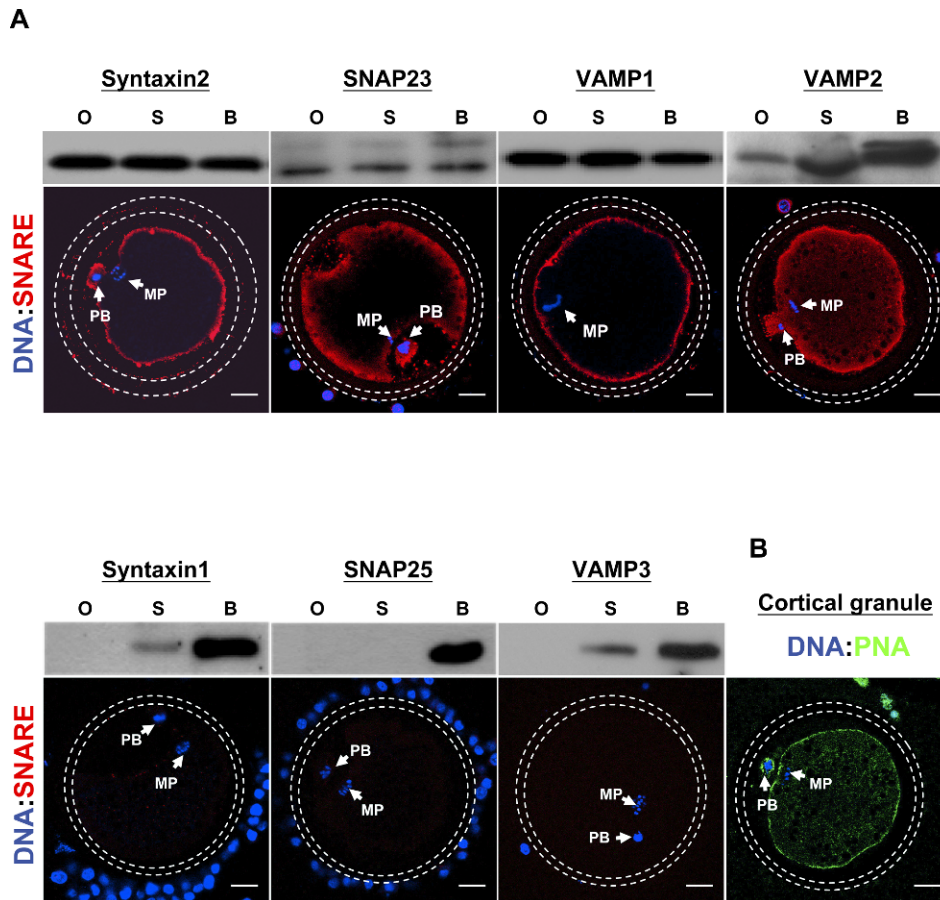 A
Syntaxin2 SNAP23 VAMP1 VAMP2
O S B O S B O S B O S B
DNA:SNARE
PB MP MP PB MP MP PB
B
Syntaxin1 SNAP25 VAMP3 Cortical granule
O S B O S B O S B
DNA:PNA
DNA:SNARE
PB MP PB MP MP PB PB MP